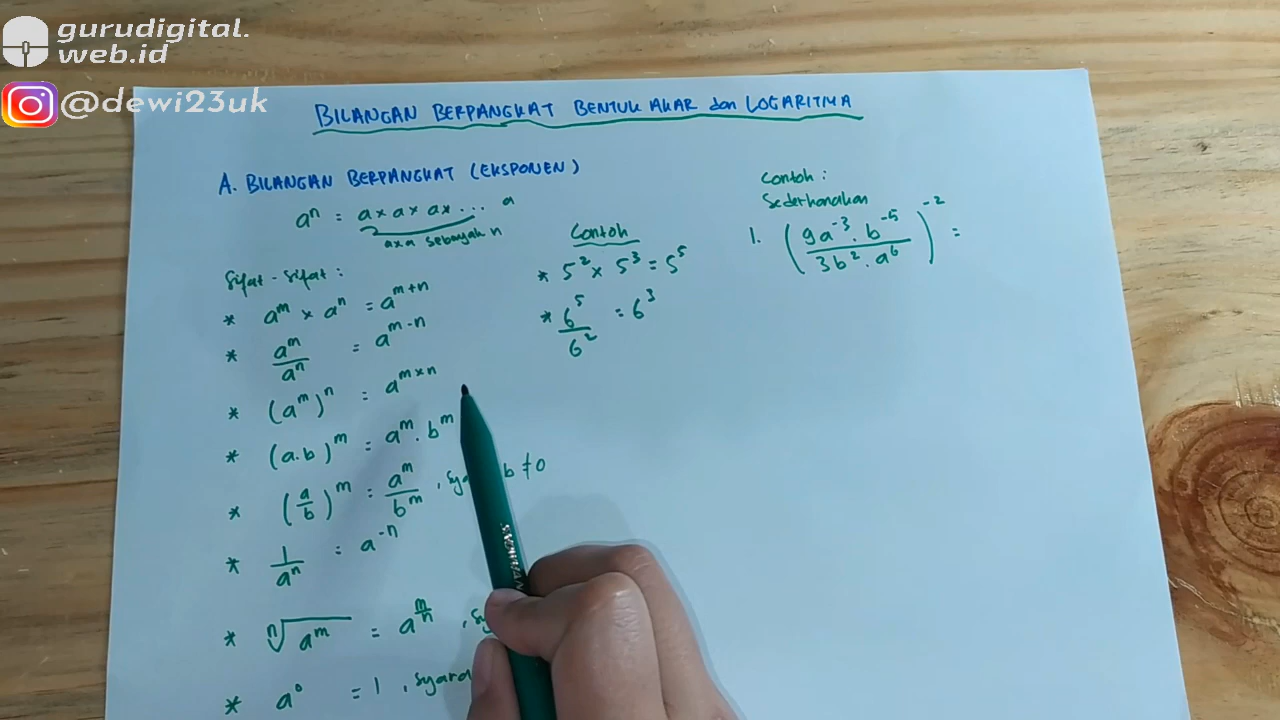 gurudigital.
web.id
@dewi23uk
BILANGAN BERPANGKAT BENTUK AKAR dan LOGARITMA
A. BILANGAN BERPANGKAT (EKSPONEN)
aⁿ = a x a x a x ... a
axa sebanyak n
Sifat - Sifat :
* aᵐ × aⁿ = aᵐ⁺ⁿ
* aᵐ/aⁿ = aᵐ⁻ⁿ
* (aᵐ)ⁿ = aᵐˣⁿ
* (a.b)ᵐ = aᵐ . bᵐ
* (a/b)ᵐ = aᵐ/bᵐ , b ≠ 0
* 1/aⁿ = a⁻ⁿ
* ⁿ√aᵐ = a^(m/n) ,
* a⁰ = 1 ,
Contoh
* 5² × 5³ = 5⁵
* 6⁵/6² = 6³
Contoh :
Sederhanakan
1. (9a⁻³ . b⁻⁵ / 3b² . a⁶)⁻² =